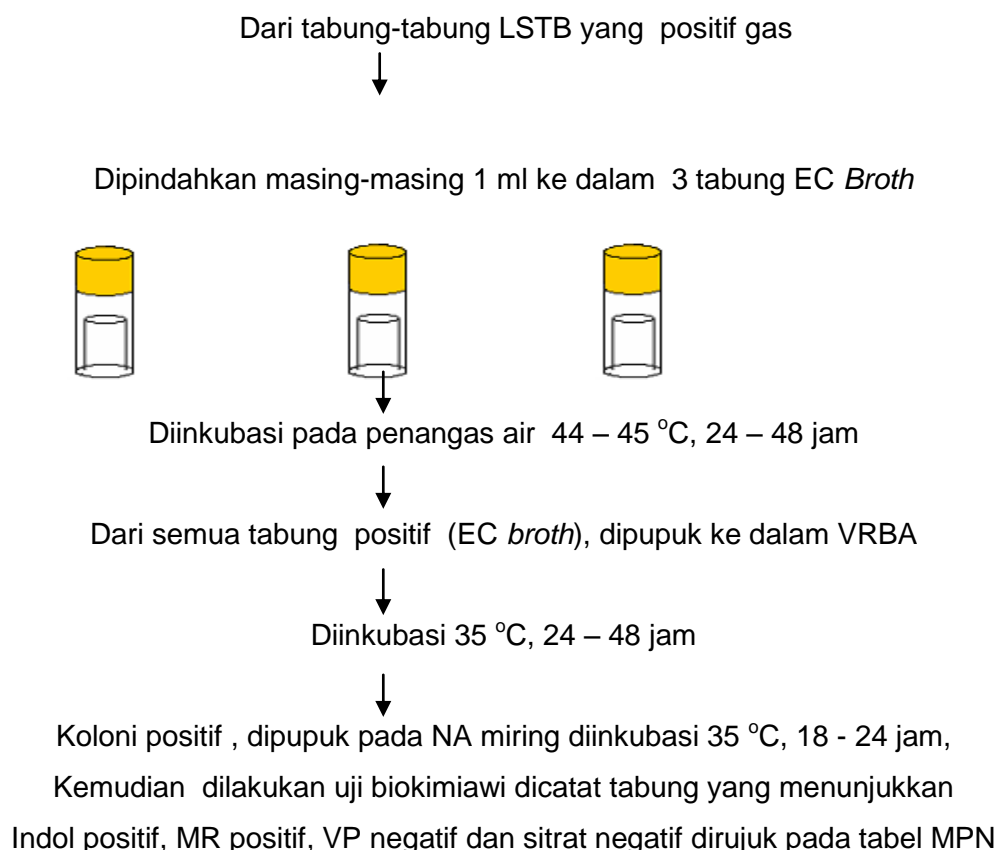 Dari tabung-tabung LSTB yang positif gas
Dipindahkan masing-masing 1 ml ke dalam 3 tabung EC Broth
Diinkubasi pada penangas air 44 – 45 °C, 24 – 48 jam
Dari semua tabung positif (EC broth), dipupuk ke dalam VRBA
Diinkubasi 35 °C, 24 – 48 jam
Koloni positif , dipupuk pada NA miring diinkubasi 35 °C, 18 - 24 jam,
Kemudian dilakukan uji biokimiawi dicatat tabung yang menunjukkan
Indol positif, MR positif, VP negatif dan sitrat negatif dirujuk pada tabel MPN